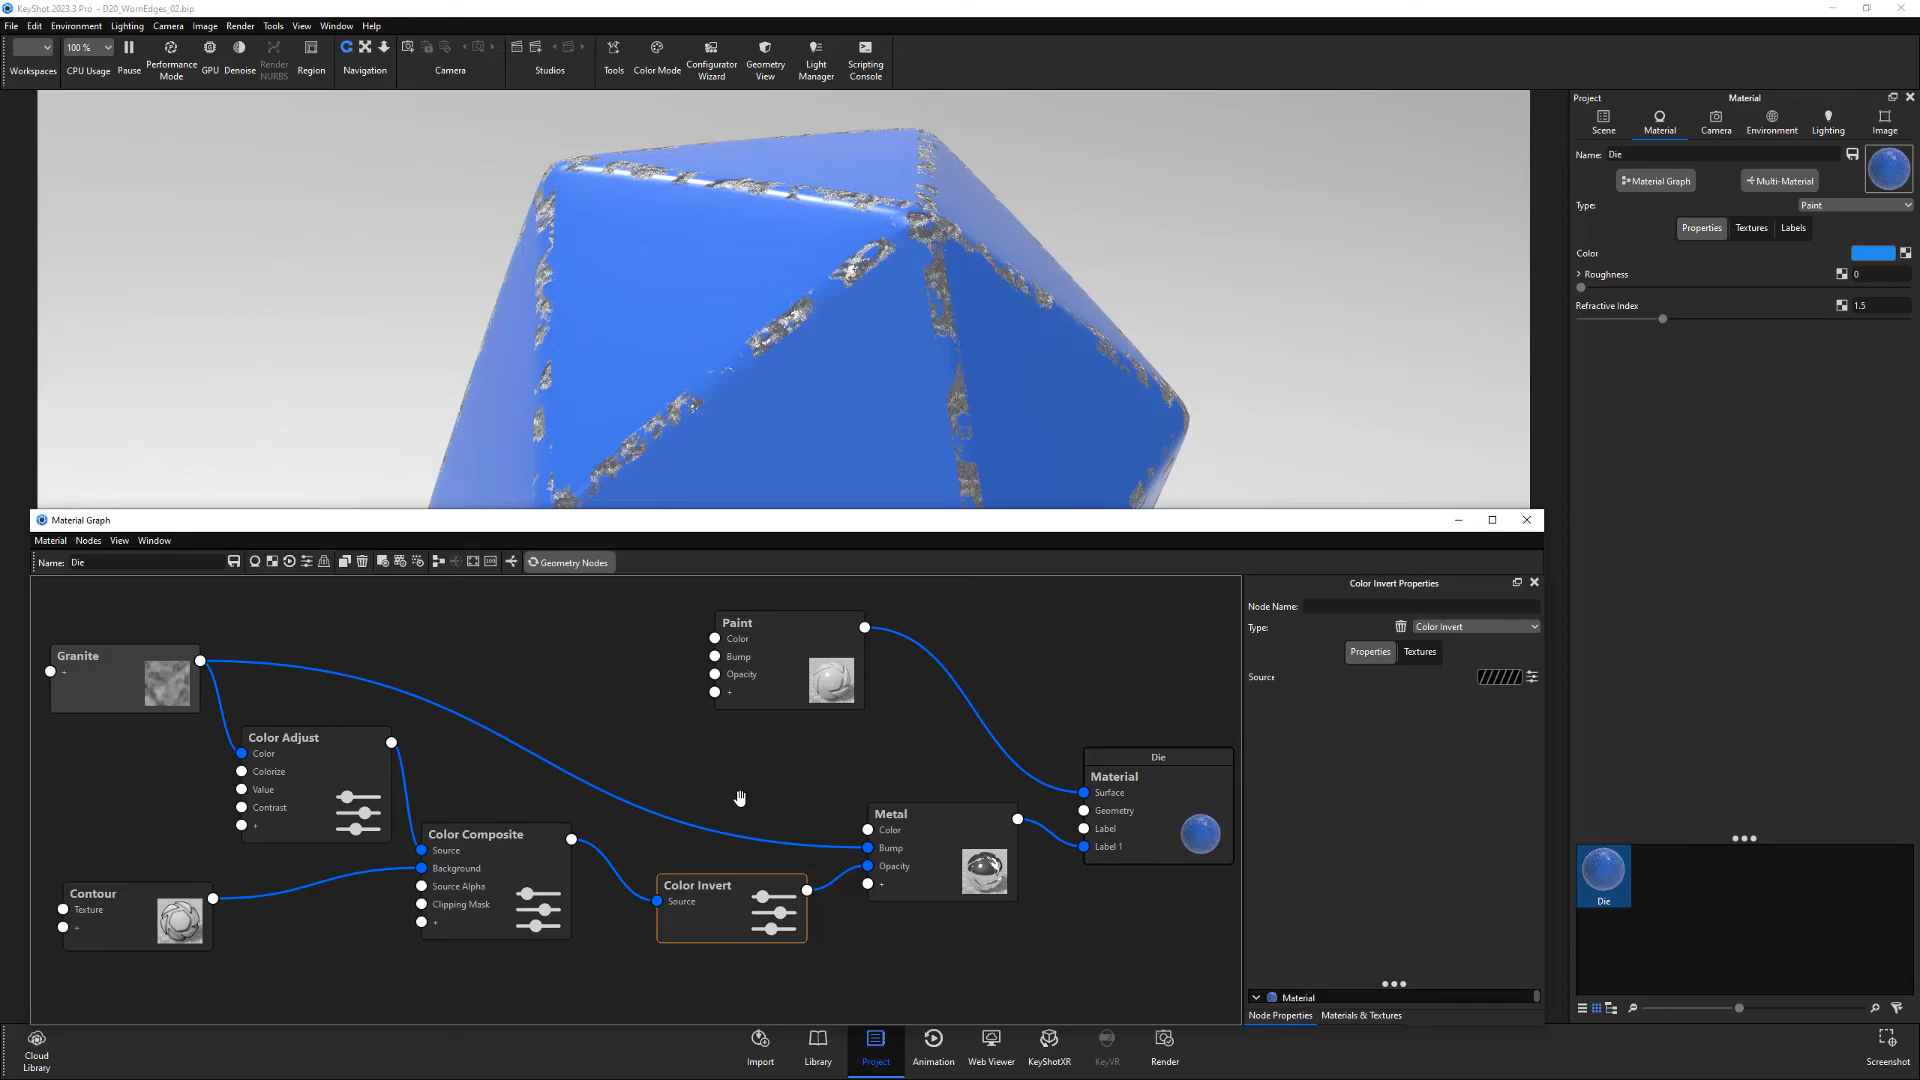 KeyShot 2023.3 Pro - D20_WornEdges_02.bip
File Edit Environment Lighting Camera Image Render Tools View Window Help
100 %
Workspaces CPU Usage Pause Performance Mode GPU Denoise Render NURBS Region Navigation Camera Studios Tools Color Mode Configurator Wizard Geometry View Light Manager Scripting Console
Project Material
Scene Material Camera Environment Lighting Image
Name: Die
Material Graph Multi-Material
Type: Paint
Properties Textures Labels
Color
Roughness 0
Refractive Index 1.5
Die
Material Graph
Material Nodes View Window
Name: Die Geometry Nodes
Granite
+
Color Adjust
Color
Colorize
Value
Contrast
+
Contour
Texture
+
Color Composite
Source
Background
Source Alpha
Clipping Mask
+
Color Invert
Source
Paint
Color
Bump
Opacity
+
Metal
Color
Bump
Opacity
+
Die
Material
Surface
Geometry
Label
Label 1
Color Invert Properties
Node Name:
Type: Color Invert
Properties Textures
Source
Material
Node Properties Materials & Textures
Cloud Library Import Library Project Animation Web Viewer KeyShotXR KeyVR Render Screenshot